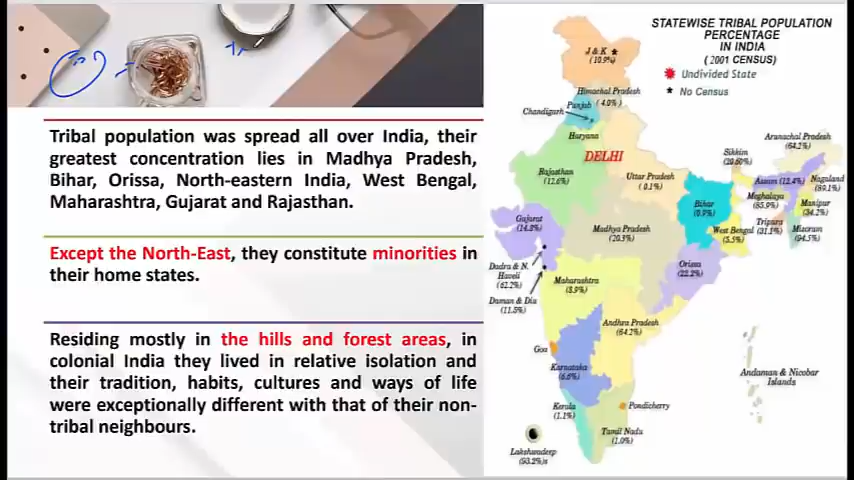 Tribal population was spread all over India, their
greatest concentration lies in Madhya Pradesh,
Bihar, Orissa, North-eastern India, West Bengal,
Maharashtra, Gujarat and Rajasthan.
Except the North-East, they constitute minorities in
their home states.
Residing mostly in the hills and forest areas, in
colonial India they lived in relative isolation and
their tradition, habits, cultures and ways of life
were exceptionally different with that of their non-
tribal neighbours.
STATEWISE TRIBAL POPULATION
PERCENTAGE
IN INDIA
(2001 CENSUS)
Undivided State
No Census
J & K
(10.9%)
Himachal Pradesh
(4.0%)
Punjab
Chandigarh
Haryana
DELHI
Rajasthan
(12.6%)
Uttar Pradesh
(0.1%)
Bihar
(0.9%)
Sikkim
(20.60%)
Arunachal Pradesh
(64.2%)
Assam (12.4%)
Nagaland
(89.1%)
Meghalaya
(85.9%)
Manipur
(34.2%)
Tripura
(31.1%)
Mizoram
(94.5%)
West Bengal
(5.5%)
Gujarat
(14.8%)
Madhya Pradesh
(20.3%)
Orissa
(22.2%)
Dadra & N.
Haveli
(62.2%)
Daman & Diu
(11.5%)
Maharashtra
(8.9%)
Andhra Pradesh
(64.2%)
Goa
Karnataka
(6.6%)
Andaman & Nicobar
Islands
Kerala
(1.1%)
Pondicherry
Tamil Nadu
(1.0%)
Lakshawdeep